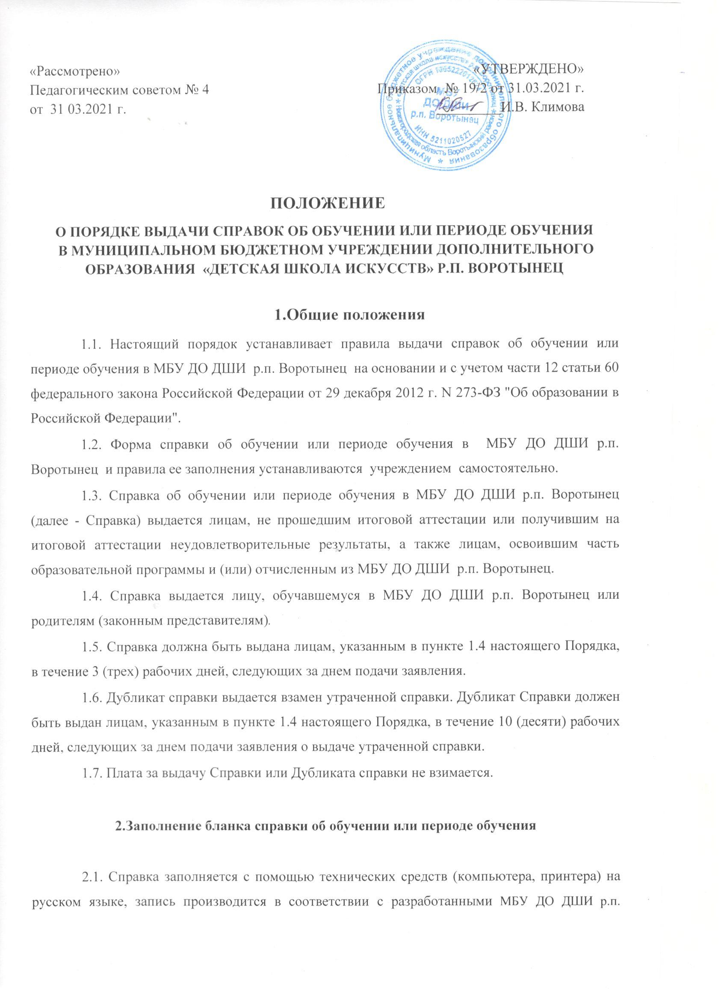 «Рассмотрено»
Педагогическим советом № 4
от 31 03.2021 г.
«УТВЕРЖДЕНО»
Приказом № 19/2 от 31.03.2021 г.
И.В. Климова
Муниципальное бюджетное учреждение дополнительного образования
«Детская школа искусств» р.п. Воротынец
Нижегородская область Воротынский район
ОГРН
МБУ
ДО ДШИ
р.п. Воротынец
ИНН 5211020527
ПОЛОЖЕНИЕ
О ПОРЯДКЕ ВЫДАЧИ СПРАВОК ОБ ОБУЧЕНИИ ИЛИ ПЕРИОДЕ ОБУЧЕНИЯ
В МУНИЦИПАЛЬНОМ БЮДЖЕТНОМ УЧРЕЖДЕНИИ ДОПОЛНИТЕЛЬНОГО
ОБРАЗОВАНИЯ «ДЕТСКАЯ ШКОЛА ИСКУССТВ» Р.П. ВОРОТЫНЕЦ
1.Общие положения
1.1. Настоящий порядок устанавливает правила выдачи справок об обучении или
периоде обучения в МБУ ДО ДШИ р.п. Воротынец на основании и с учетом части 12 статьи 60
федерального закона Российской Федерации от 29 декабря 2012 г. N 273-ФЗ "Об образовании в
Российской Федерации".
1.2. Форма справки об обучении или периоде обучения в МБУ ДО ДШИ р.п.
Воротынец и правила ее заполнения устанавливаются учреждением самостоятельно.
1.3. Справка об обучении или периоде обучения в МБУ ДО ДШИ р.п. Воротынец
(далее - Справка) выдается лицам, не прошедшим итоговой аттестации или получившим на
итоговой аттестации неудовлетворительные результаты, а также лицам, освоившим часть
образовательной программы и (или) отчисленным из МБУ ДО ДШИ р.п. Воротынец.
1.4. Справка выдается лицу, обучавшемуся в МБУ ДО ДШИ р.п. Воротынец или
родителям (законным представителям).
1.5. Справка должна быть выдана лицам, указанным в пункте 1.4 настоящего Порядка,
в течение 3 (трех) рабочих дней, следующих за днем подачи заявления.
1.6. Дубликат справки выдается взамен утраченной справки. Дубликат Справки должен
быть выдан лицам, указанным в пункте 1.4 настоящего Порядка, в течение 10 (десяти) рабочих
дней, следующих за днем подачи заявления о выдаче утраченной справки.
1.7. Плата за выдачу Справки или Дубликата справки не взимается.
2.Заполнение бланка справки об обучении или периоде обучения
2.1. Справка заполняется с помощью технических средств (компьютера, принтера) на
русском языке, запись производится в соответствии с разработанными МБУ ДО ДШИ р.п.